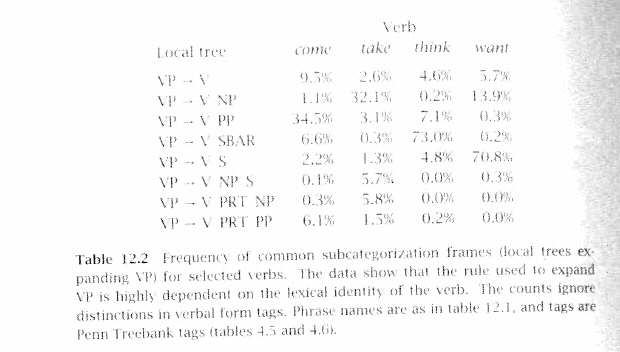 Verb
Local tree come take think want
VP → V 9.5% 2.6% 4.6% 5.7%
VP → V NP 1.1% 32.1% 0.2% 13.9%
VP → V PP 34.5% 3.1% 7.1% 0.3%
VP → V SBAR 6.6% 0.3% 73.0% 0.2%
VP → V S 2.2% 1.3% 4.8% 70.8%
VP → V NP S 0.1% 5.7% 0.0% 0.3%
VP → V PRT NP 0.3% 5.8% 0.0% 0.0%
VP → V PRT PP 6.1% 1.5% 0.2% 0.0%
Table 12.2 Frequency of common subcategorization frames (local trees ex-
panding VP) for selected verbs. The data show that the rule used to expand
VP is highly dependent on the lexical identity of the verb. The counts ignore
distinctions in verbal form tags. Phrase names are as in table 12.1, and tags are
Penn Treebank tags (tables 4.5 and 4.6).